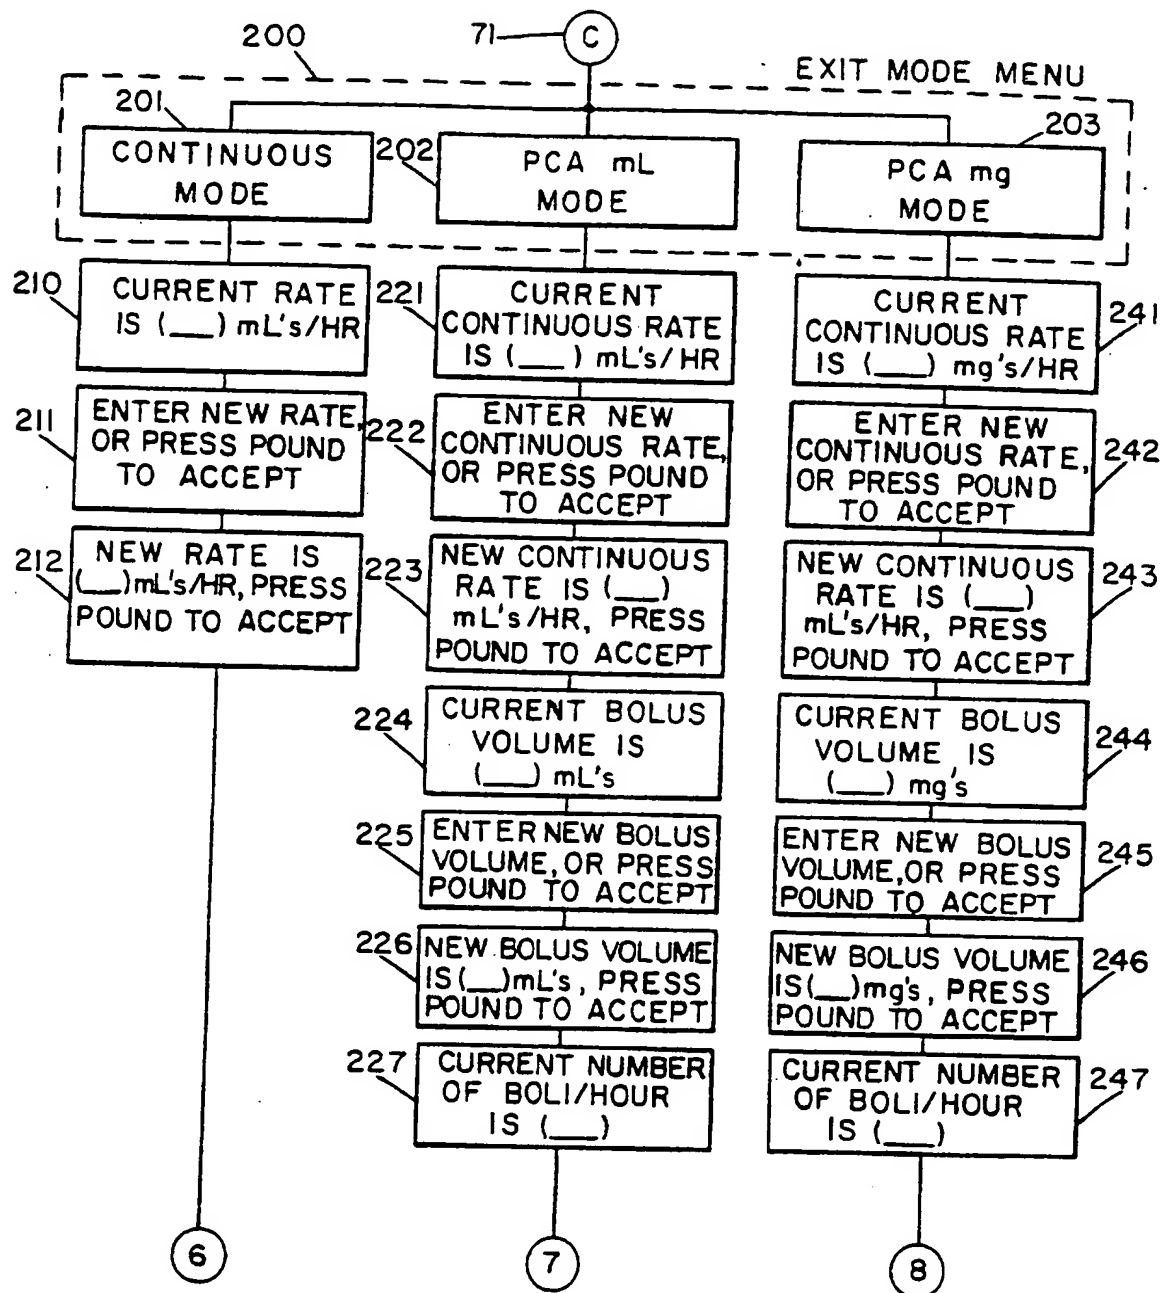 71
C
200
EXIT MODE MENU
201
CONTINUOUS
MODE
202
PCA mL
MODE
203
PCA mg
MODE
210
CURRENT RATE
IS (___) mL's/HR
211
ENTER NEW RATE,
OR PRESS POUND
TO ACCEPT
212
NEW RATE IS
(___) mL's/HR, PRESS
POUND TO ACCEPT
6
221
CURRENT
CONTINUOUS RATE
IS (___) mL's/HR
222
ENTER NEW
CONTINUOUS RATE,
OR PRESS POUND
TO ACCEPT
223
NEW CONTINUOUS
RATE IS (___)
mL's/HR, PRESS
POUND TO ACCEPT
224
CURRENT BOLUS
VOLUME IS
(___) mL's
225
ENTER NEW BOLUS
VOLUME, OR PRESS
POUND TO ACCEPT
226
NEW BOLUS VOLUME
IS (___) mL's, PRESS
POUND TO ACCEPT
227
CURRENT NUMBER
OF BOLI/HOUR
IS (___)
7
241
CURRENT
CONTINUOUS RATE
IS (___) mg's/HR
242
ENTER NEW
CONTINUOUS RATE,
OR PRESS POUND
TO ACCEPT
243
NEW CONTINUOUS
RATE IS (___)
mL's/HR, PRESS
POUND TO ACCEPT
244
CURRENT BOLUS
VOLUME IS
(___) mg's
245
ENTER NEW BOLUS
VOLUME, OR PRESS
POUND TO ACCEPT
246
NEW BOLUS VOLUME
IS (___) mg's, PRESS
POUND TO ACCEPT
247
CURRENT NUMBER
OF BOLI/HOUR
IS (___)
8